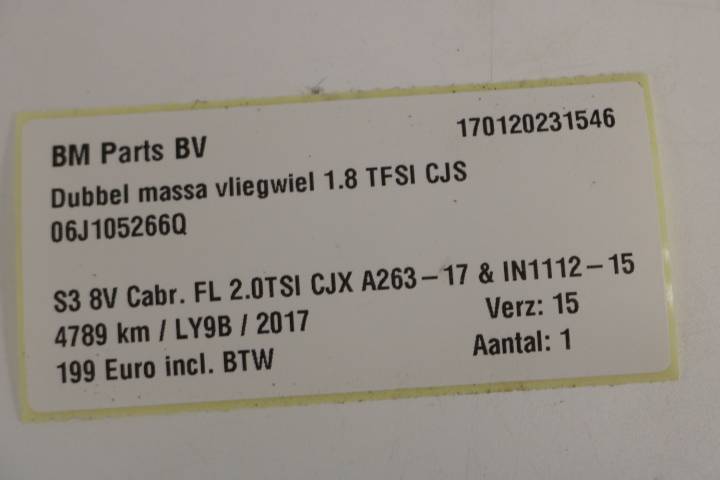 BM Parts BV 170120231546
Dubbel massa vliegwiel 1.8 TFSI CJS
06J105266Q
S3 8V Cabr. FL 2.0TSI CJX A263-17 & IN1112-15
4789 km / LY9B / 2017 Verz: 15
199 Euro incl. BTW Aantal: 1